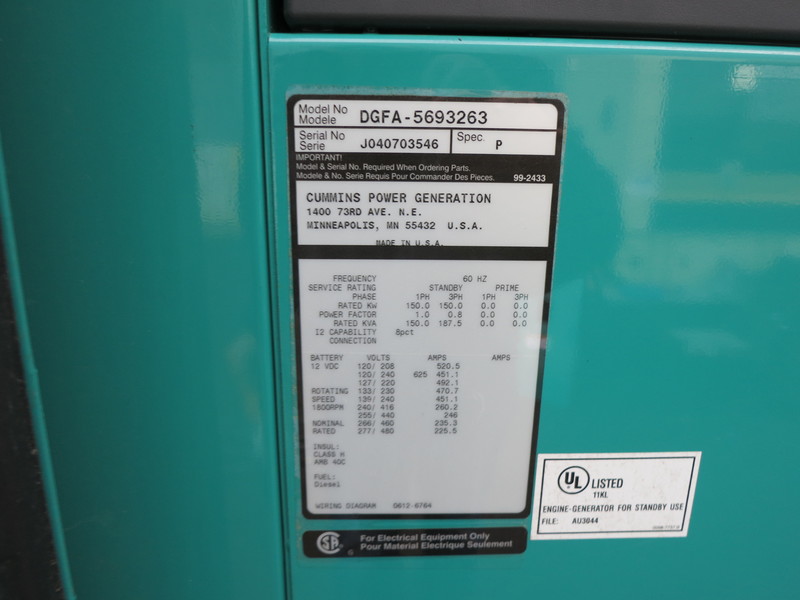 Model No
Modele DGFA-5693263
Serial No
Serie J040703546 Spec. P
IMPORTANT!
Model & Serial No. Required When Ordering Parts.
Modele & No. Serie Requis Pour Commander Des Pieces. 99-2433
CUMMINS POWER GENERATION
1400 73RD AVE. N.E.
MINNEAPOLIS, MN 55432 U.S.A.
MADE IN U.S.A.
FREQUENCY 60 HZ
SERVICE RATING STANDBY PRIME
PHASE 1PH 3PH 1PH 3PH
RATED KW 150.0 150.0 0.0 0.0
POWER FACTOR 1.0 0.8 0.0 0.0
RATED KVA 150.0 187.5 0.0 0.0
I2 CAPABILITY 8pct
CONNECTION
BATTERY VOLTS AMPS AMPS
12 VDC 120/ 208 520.5
120/ 240 625 451.1
127/ 220 492.1
ROTATING 133/ 230 470.7
SPEED 139/ 240 451.1
1800RPM 240/ 416 260.2
255/ 440 246
NOMINAL 266/ 460 235.3
RATED 277/ 480 225.5
INSUL:
CLASS H
AMB 40C
FUEL:
Diesel
WIRING DIAGRAM 0612-6764
SA For Electrical Equipment Only
Pour Material Electrique Seulement
UL LISTED
11KL
ENGINE-GENERATOR FOR STANDBY USE
FILE: AU3044